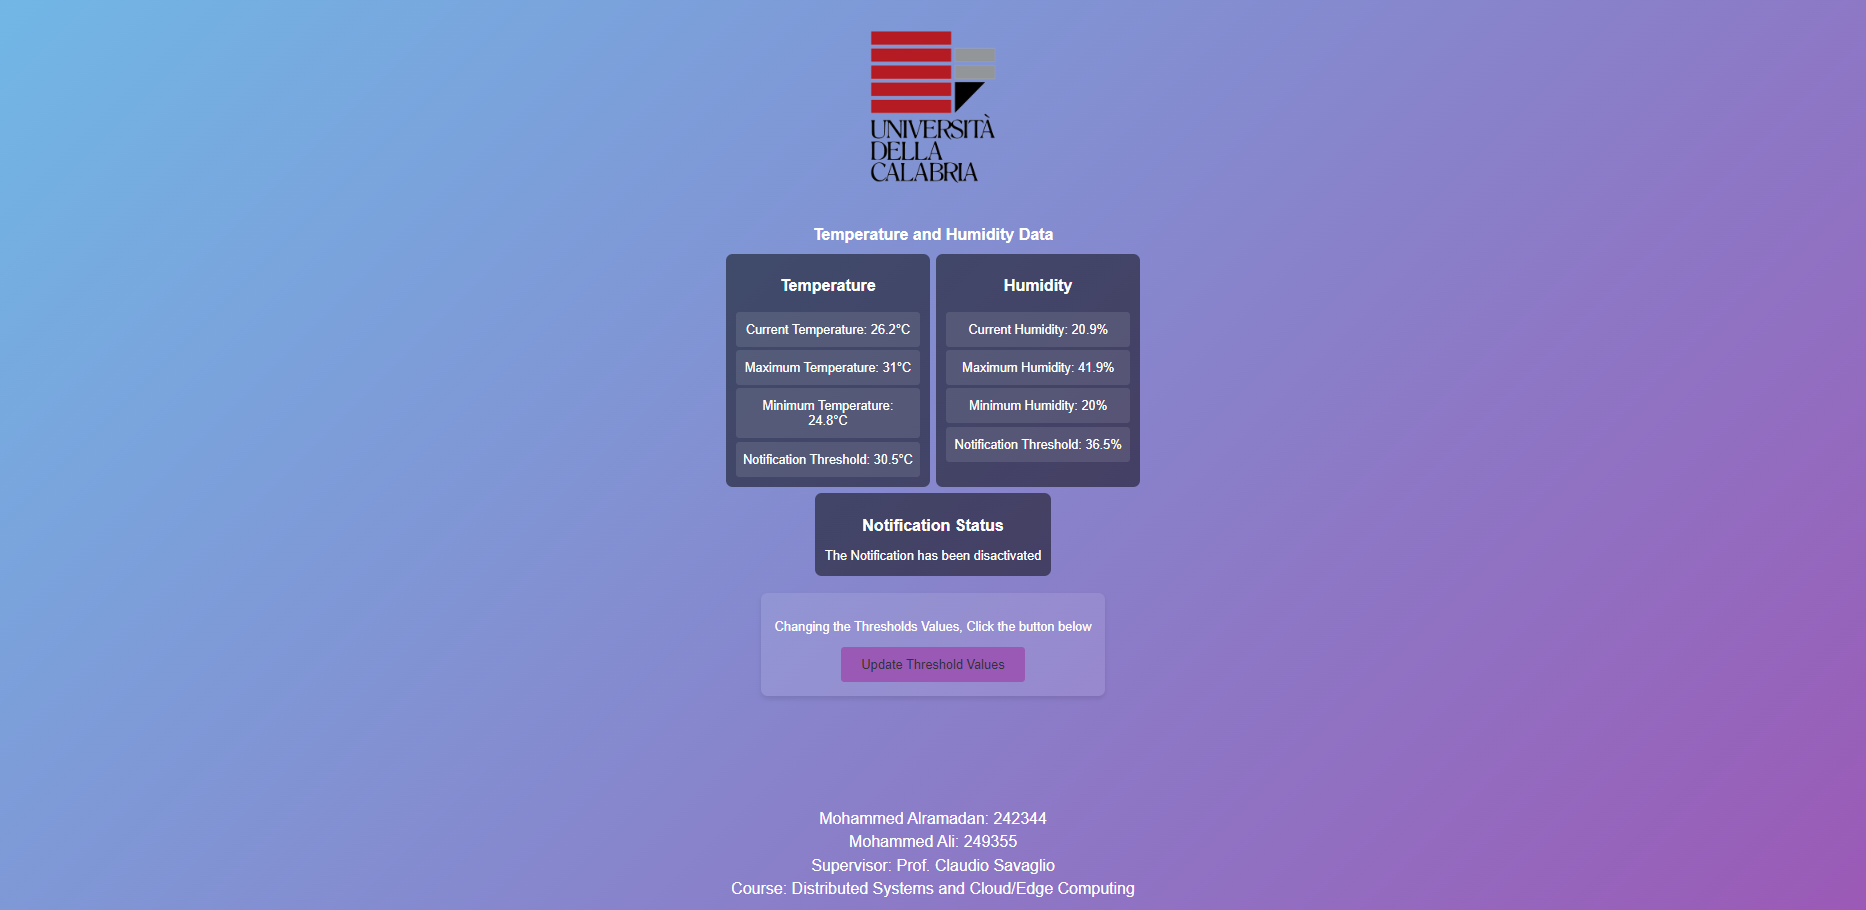 UNIVERSITÀ
DELLA
CALABRIA
Temperature and Humidity Data
Temperature
Current Temperature: 26.2°C
Maximum Temperature: 31°C
Minimum Temperature:
24.8°C
Notification Threshold: 30.5°C
Humidity
Current Humidity: 20.9%
Maximum Humidity: 41.9%
Minimum Humidity: 20%
Notification Threshold: 36.5%
Notification Status
The Notification has been disactivated
Changing the Thresholds Values, Click the button below
Update Threshold Values
Mohammed Alramadan: 242344
Mohammed Ali: 249355
Supervisor: Prof. Claudio Savaglio
Course: Distributed Systems and Cloud/Edge Computing